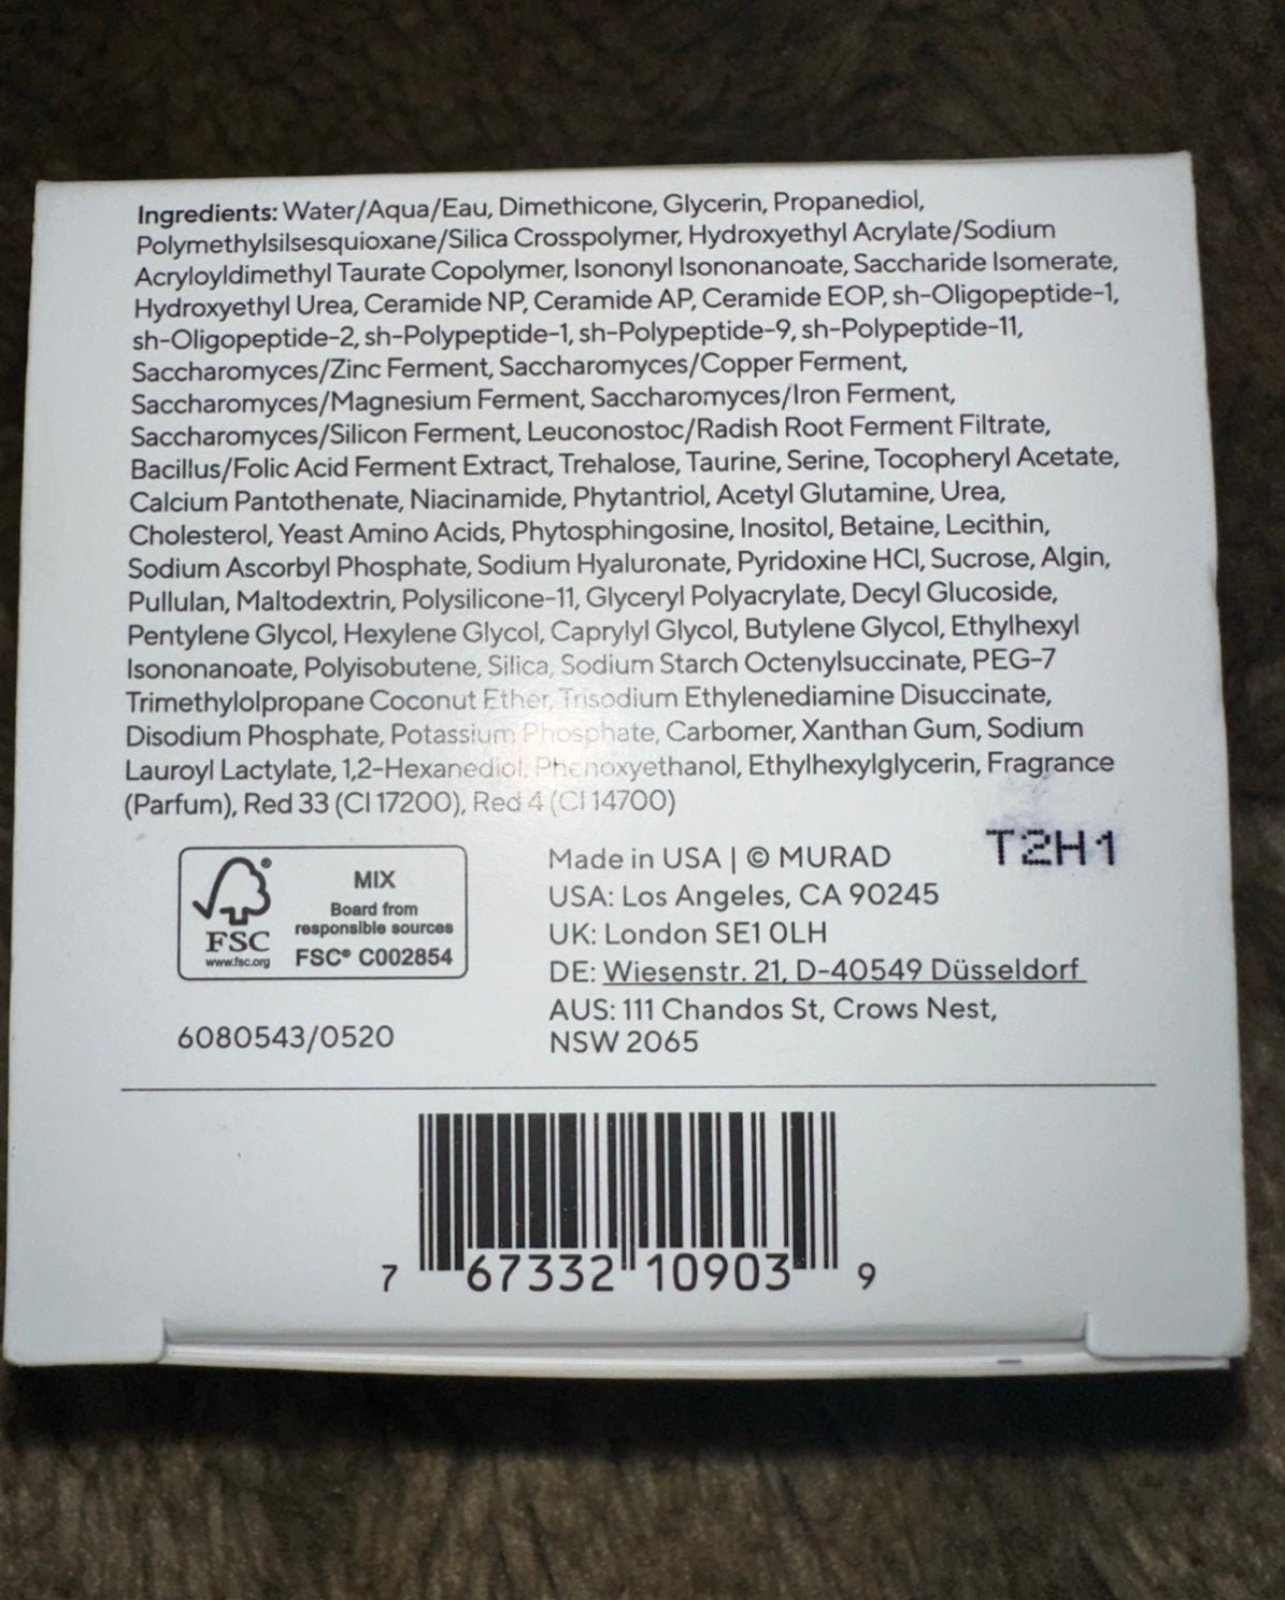 Ingredients: Water/Aqua/Eau, Dimethicone, Glycerin, Propanediol,
Polymethylsilsesquioxane/Silica Crosspolymer, Hydroxyethyl Acrylate/Sodium
Acryloyldimethyl Taurate Copolymer, Isononyl Isononanoate, Saccharide Isomerate,
Hydroxyethyl Urea, Ceramide NP, Ceramide AP, Ceramide EOP, sh-Oligopeptide-1,
sh-Oligopeptide-2, sh-Polypeptide-1, sh-Polypeptide-9, sh-Polypeptide-11,
Saccharomyces/Zinc Ferment, Saccharomyces/Copper Ferment,
Saccharomyces/Magnesium Ferment, Saccharomyces/Iron Ferment,
Saccharomyces/Silicon Ferment, Leuconostoc/Radish Root Ferment Filtrate,
Bacillus/Folic Acid Ferment Extract, Trehalose, Taurine, Serine, Tocopheryl Acetate,
Calcium Pantothenate, Niacinamide, Phytantriol, Acetyl Glutamine, Urea,
Cholesterol, Yeast Amino Acids, Phytosphingosine, Inositol, Betaine, Lecithin,
Sodium Ascorbyl Phosphate, Sodium Hyaluronate, Pyridoxine HCl, Sucrose, Algin,
Pullulan, Maltodextrin, Polysilicone-11, Glyceryl Polyacrylate, Decyl Glucoside,
Pentylene Glycol, Hexylene Glycol, Caprylyl Glycol, Butylene Glycol, Ethylhexyl
Isononanoate, Polyisobutene, Silica, Sodium Starch Octenylsuccinate, PEG-7
Trimethylolpropane Coconut Ether, Trisodium Ethylenediamine Disuccinate,
Disodium Phosphate, Potassium Phosphate, Carbomer, Xanthan Gum, Sodium
Lauroyl Lactylate, 1,2-Hexanediol, Phenoxyethanol, Ethylhexylglycerin, Fragrance
(Parfum), Red 33 (CI 17200), Red 4 (CI 14700)
T2H1
MIX
Board from
responsible sources
FSC® C002854
FSC
www.fsc.org
6080543/0520
Made in USA | © MURAD
USA: Los Angeles, CA 90245
UK: London SE1 0LH
DE: Wiesenstr. 21, D-40549 Düsseldorf
AUS: 111 Chandos St, Crows Nest,
NSW 2065
7 67332 10903 9